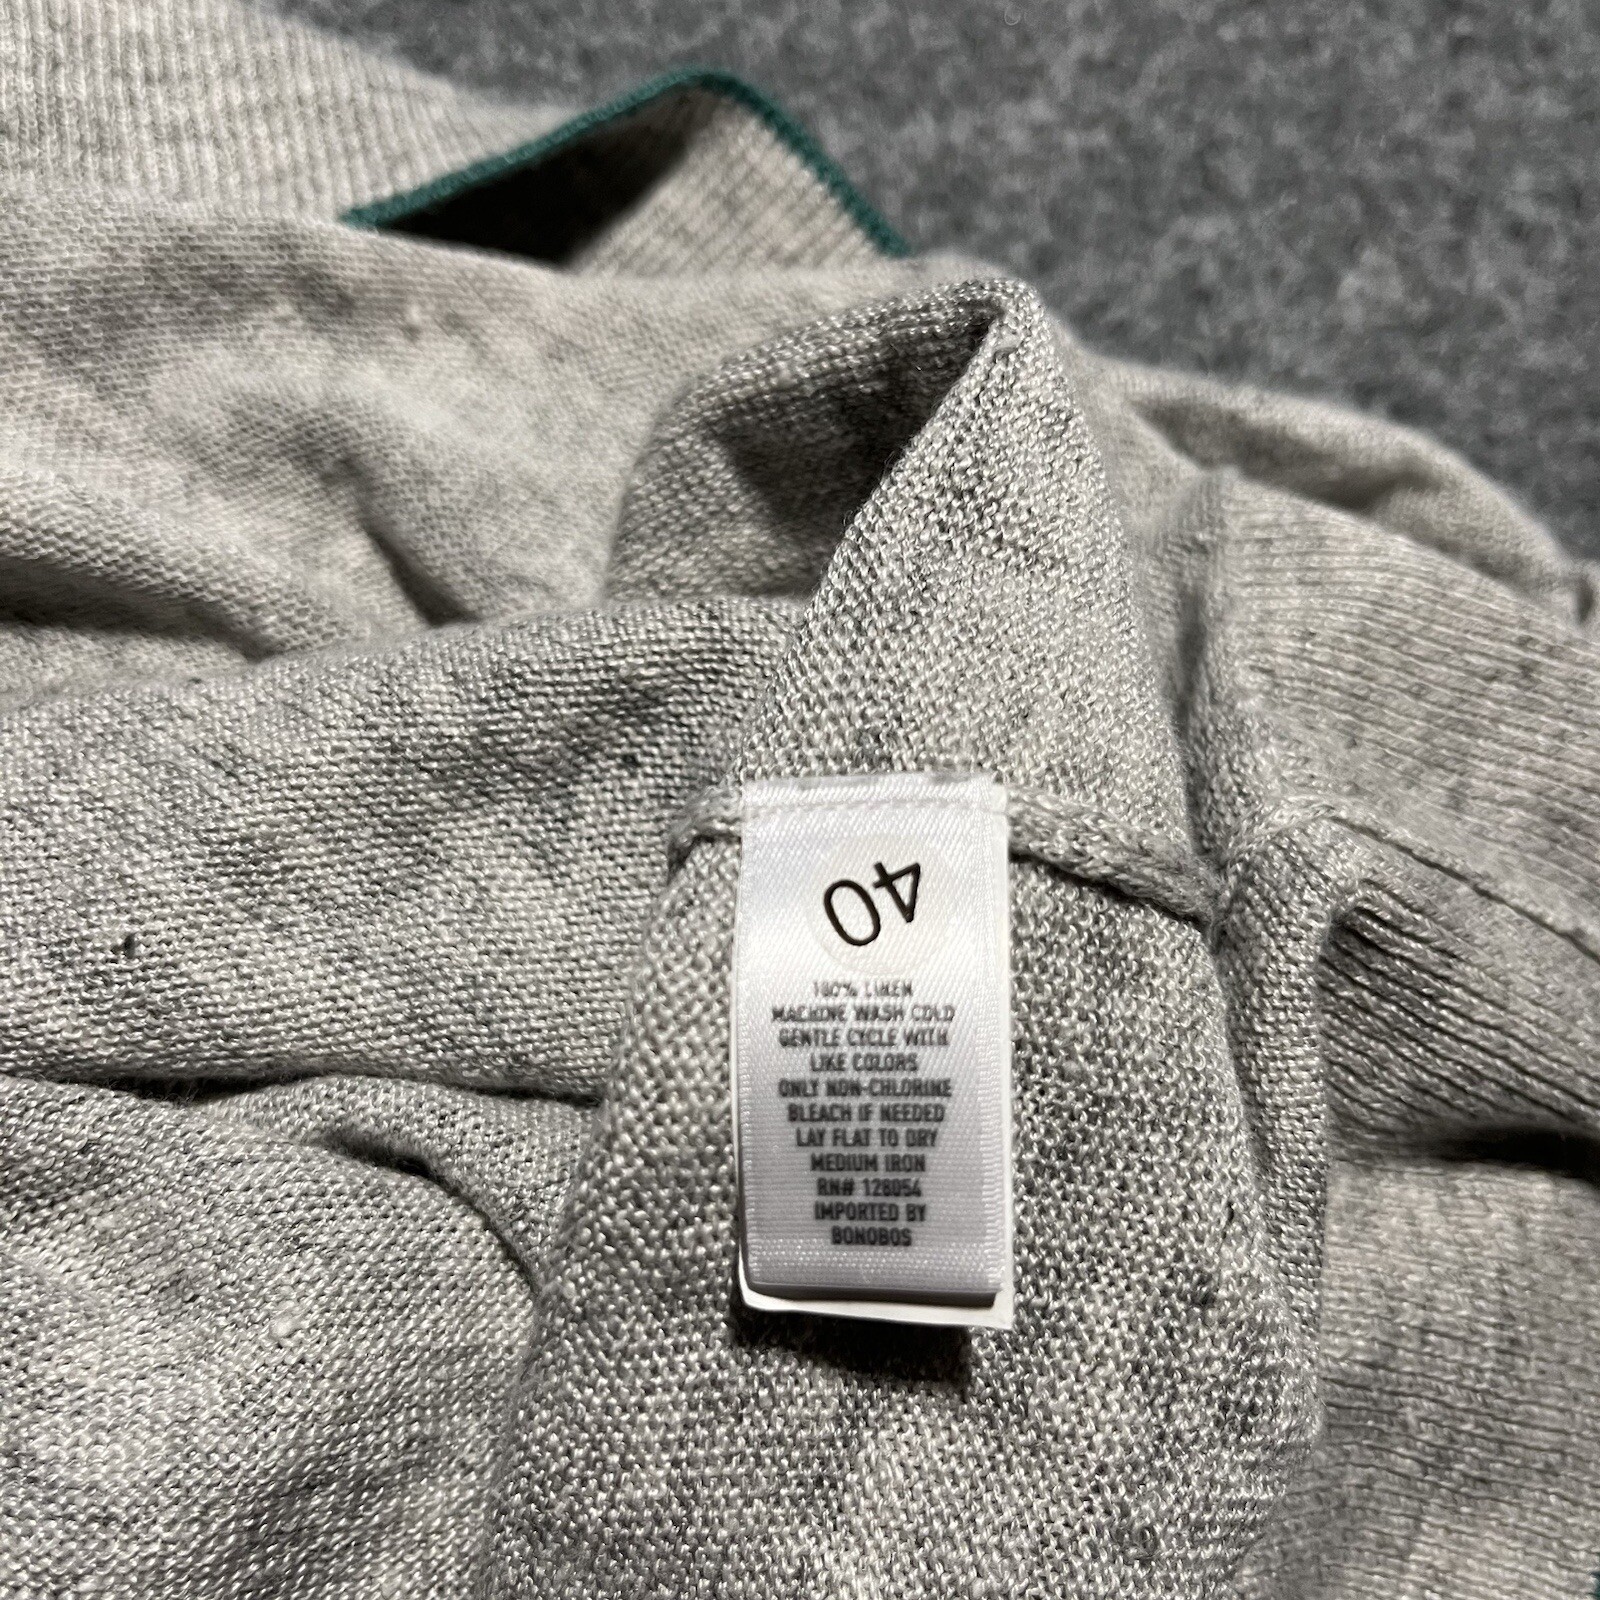 40
100% LINEN
MACHINE WASH COLD
GENTLE CYCLE WITH
LIKE COLORS
ONLY NON-CHLORINE
BLEACH IF NEEDED
LAY FLAT TO DRY
MEDIUM IRON
RN# 128054
IMPORTED BY
BONOBOS